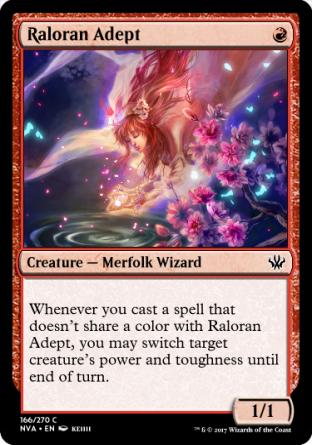 Raloran Adept
Creature — Merfolk Wizard
Whenever you cast a spell that
doesn't share a color with Raloran
Adept, you may switch target
creature's power and toughness until
end of turn.
1/1
166/270 C
NVA • EN KEIIII
™ & © 2017 Wizards of the Coast